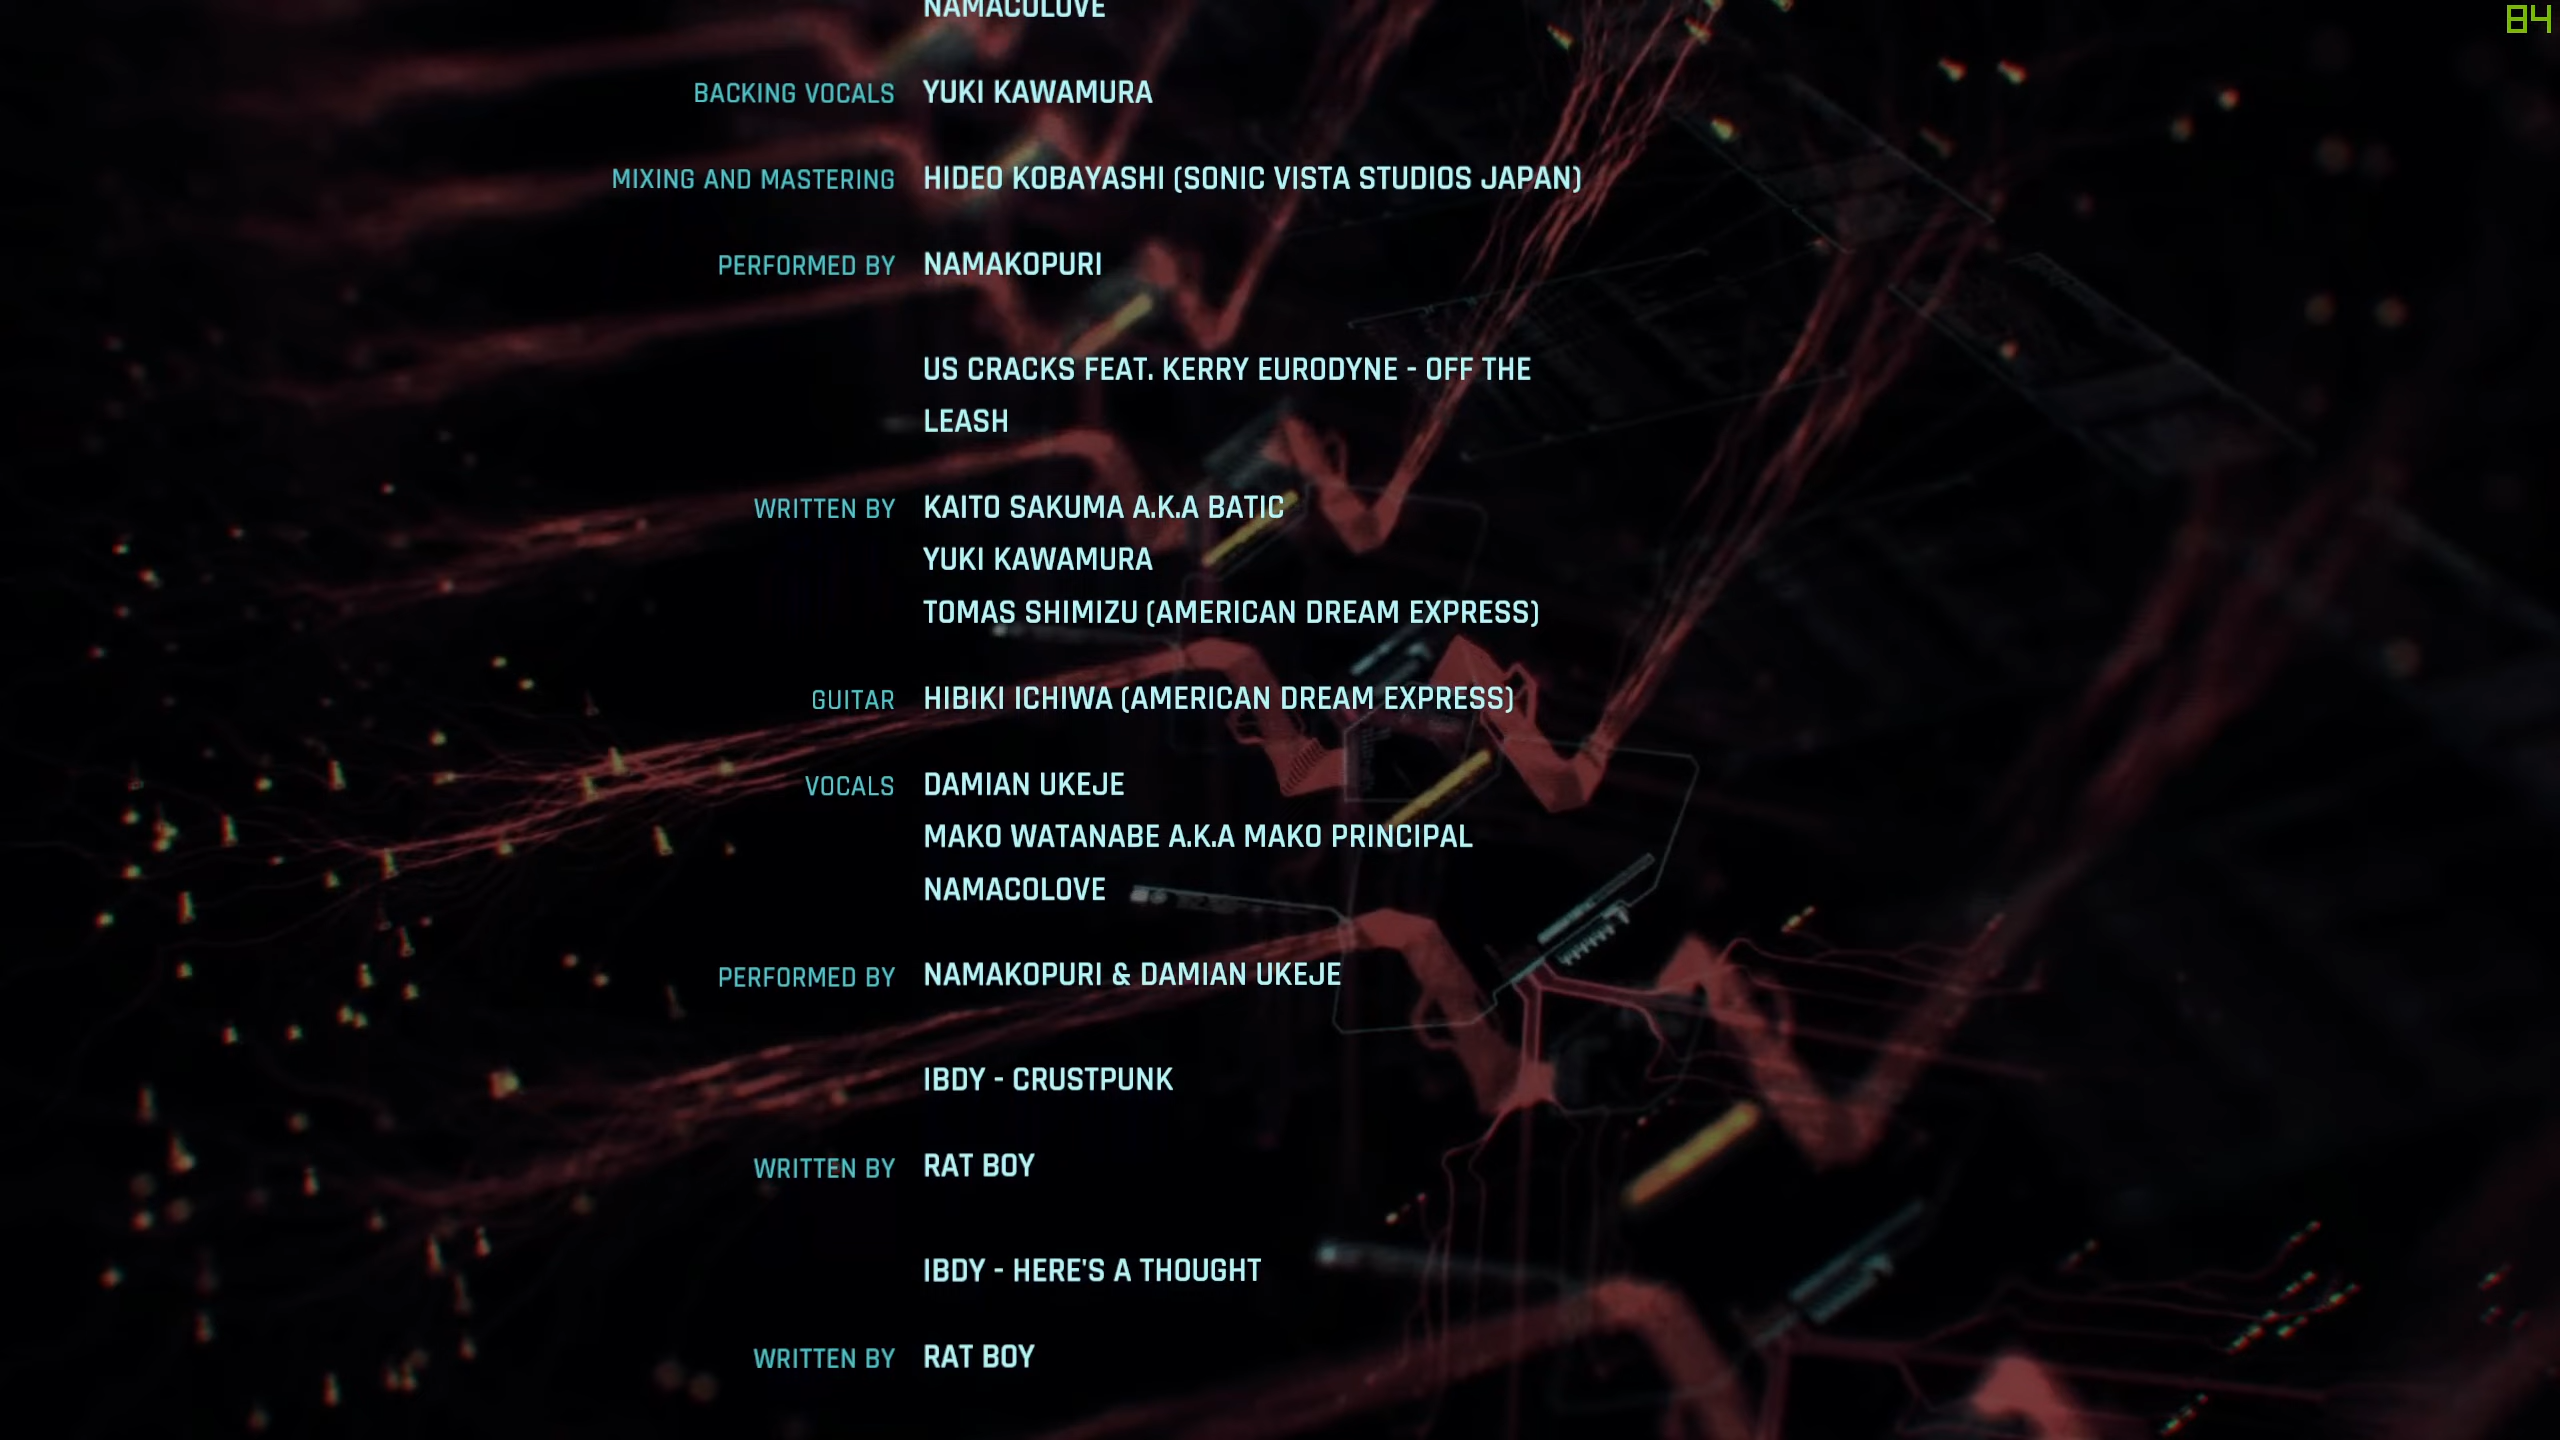 84
NAMACOLOVE
BACKING VOCALS YUKI KAWAMURA
MIXING AND MASTERING HIDEO KOBAYASHI (SONIC VISTA STUDIOS JAPAN)
PERFORMED BY NAMAKOPURI
US CRACKS FEAT. KERRY EURODYNE - OFF THE
LEASH
WRITTEN BY KAITO SAKUMA A.K.A BATIC
YUKI KAWAMURA
TOMAS SHIMIZU (AMERICAN DREAM EXPRESS)
GUITAR HIBIKI ICHIWA (AMERICAN DREAM EXPRESS)
VOCALS DAMIAN UKEJE
MAKO WATANABE A.K.A MAKO PRINCIPAL
NAMACOLOVE
PERFORMED BY NAMAKOPURI & DAMIAN UKEJE
IBDY - CRUSTPUNK
WRITTEN BY RAT BOY
IBDY - HERE'S A THOUGHT
WRITTEN BY RAT BOY